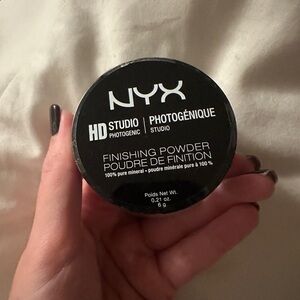 NYX
HD STUDIO PHOTOGENIC | PHOTOGÉNIQUE STUDIO
FINISHING POWDER
POUDRE DE FINITION
100% pure mineral • poudre minérale pure à 100 %
Poids Net Wt.
0.21 oz.
6 g